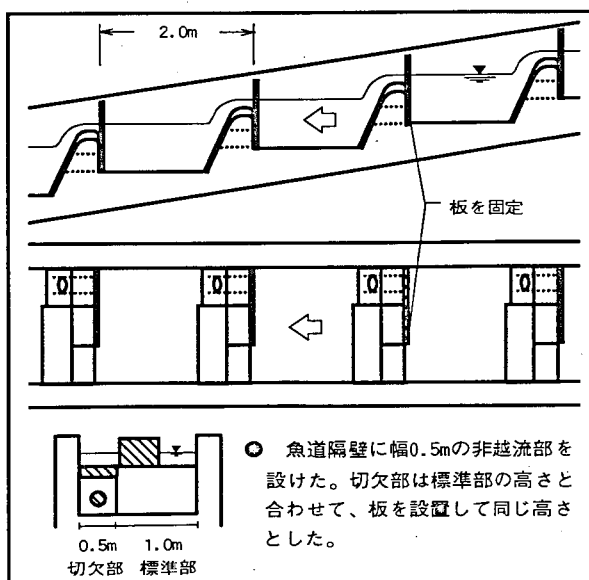 2.0m
板を固定
魚道隔壁に幅0.5mの非越流部を
設けた。切欠部は標準部の高さと
合わせて、板を設置して同じ高さ
とした。
0.5m 1.0m
切欠部 標準部